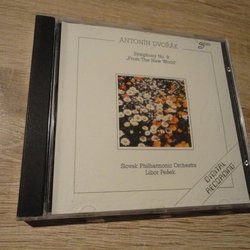 ANTONÍN DVOŘÁK
Symphony No. 9
„From The New World“
Slovak Philharmonic Orchestra
Libor Pešek
DIGITAL
RECORDING